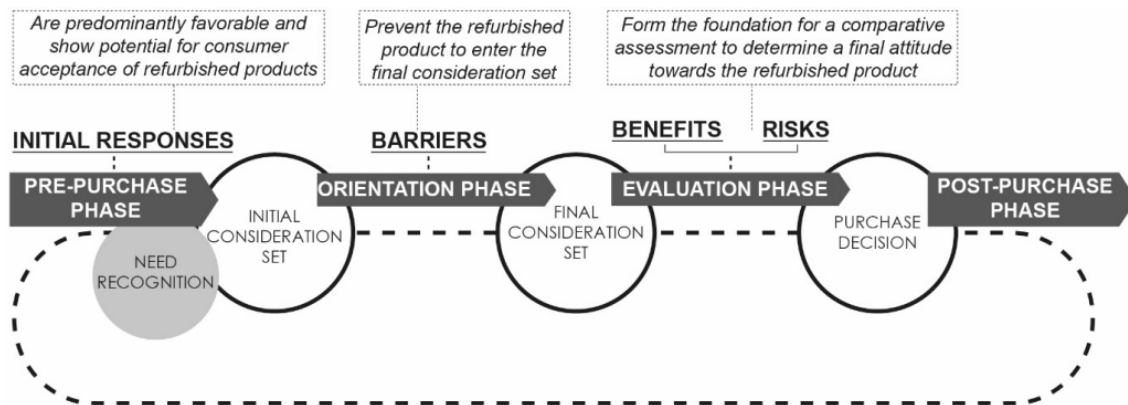 Are predominantly favorable and
show potential for consumer
acceptance of refurbished products
Prevent the refurbished
product to enter the
final consideration set
Form the foundation for a comparative
assessment to determine a final attitude
towards the refurbished product
INITIAL RESPONSES
BARRIERS
BENEFITS
RISKS
PRE-PURCHASE
PHASE
ORIENTATION PHASE
EVALUATION PHASE
POST-PURCHASE
PHASE
NEED
RECOGNITION
INITIAL
CONSIDERATION
SET
FINAL
CONSIDERATION
SET
PURCHASE
DECISION